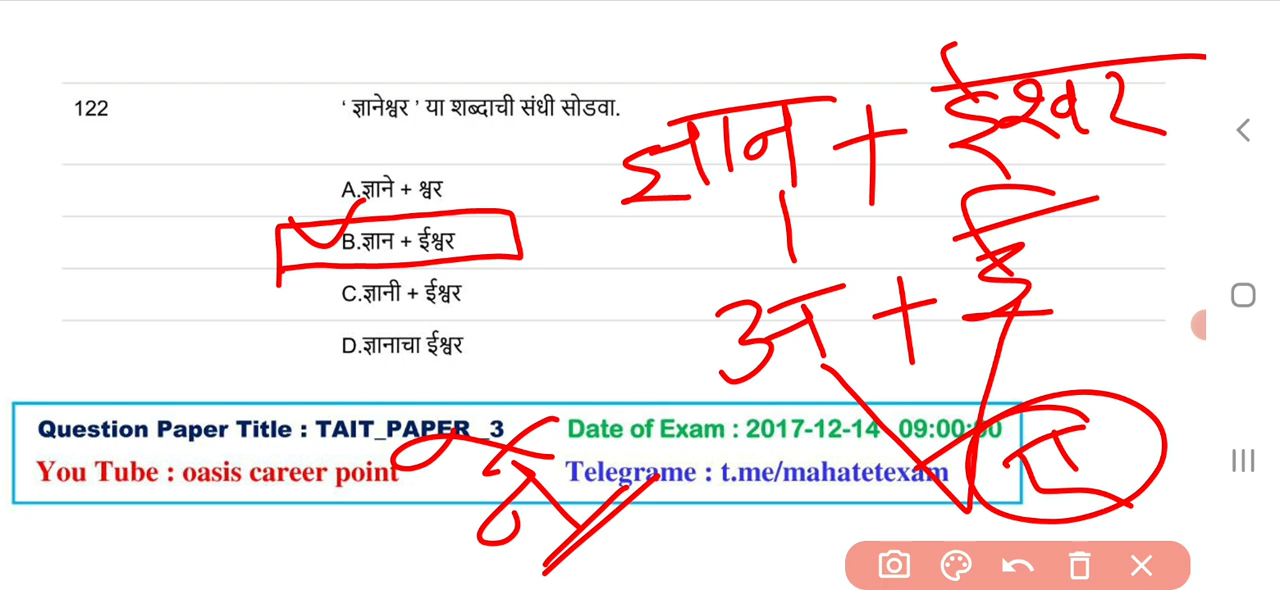 122 ' ज्ञानेश्वर ' या शब्दाची संधी सोडवा.
ज्ञान + ईश्वर
A.ज्ञाने + श्वर
B.ज्ञान + ईश्वर
C.ज्ञानी + ईश्वर
अ + ई
D.ज्ञानाचा ईश्वर
Question Paper Title : TAIT_PAPER_3 Date of Exam : 2017-12-14 09:00:00
You Tube : oasis career point Telegrame : t.me/mahatetexam
ए